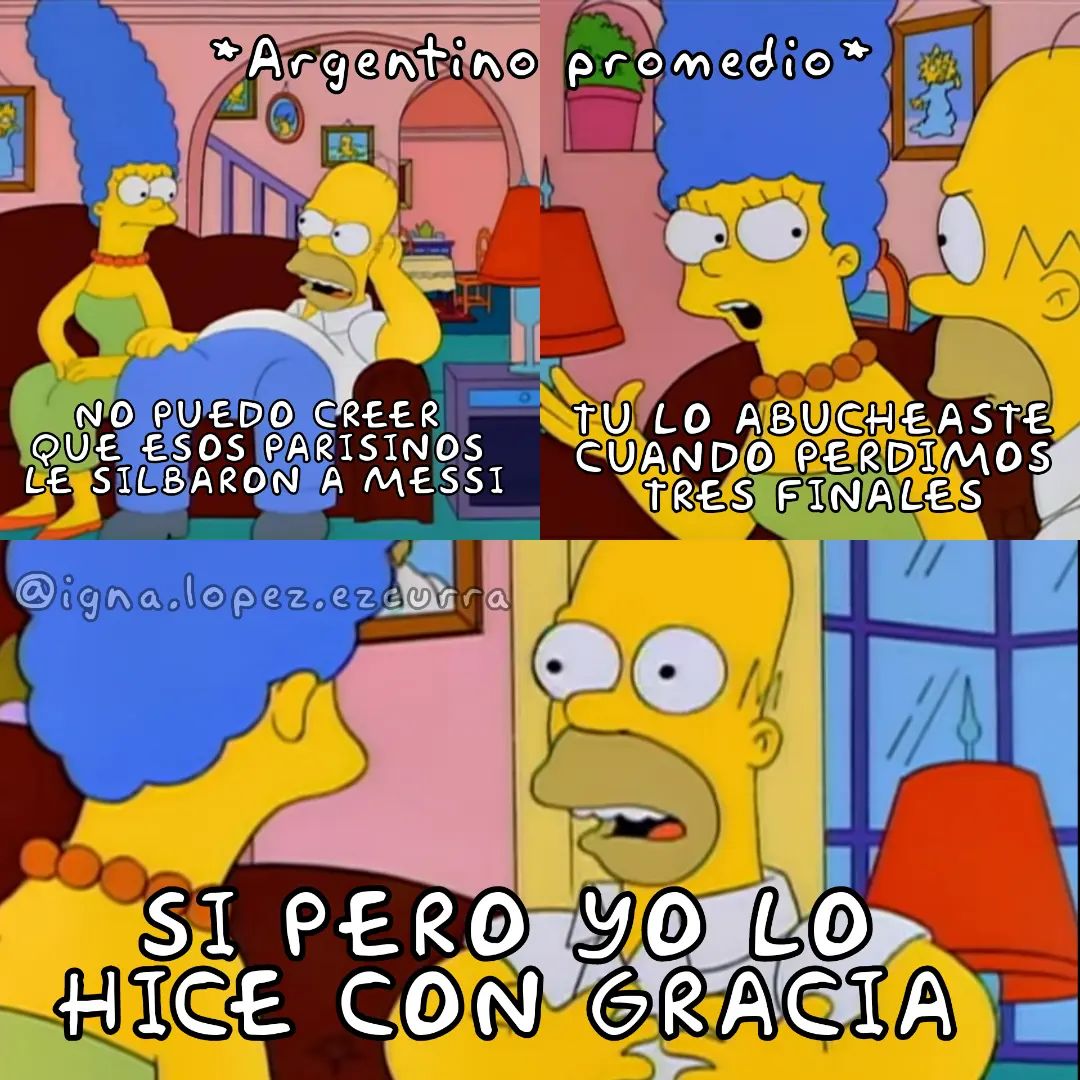 *Argentino promedio*
NO PUEDO CREER
QUE ESOS PARISINOS
LE SILBARON A MESSI
TU LO ABUCHEASTE
CUANDO PERDIMOS
TRES FINALES
@igna.lopez.ezcurra
SI PERO YO LO
HICE CON GRACIA